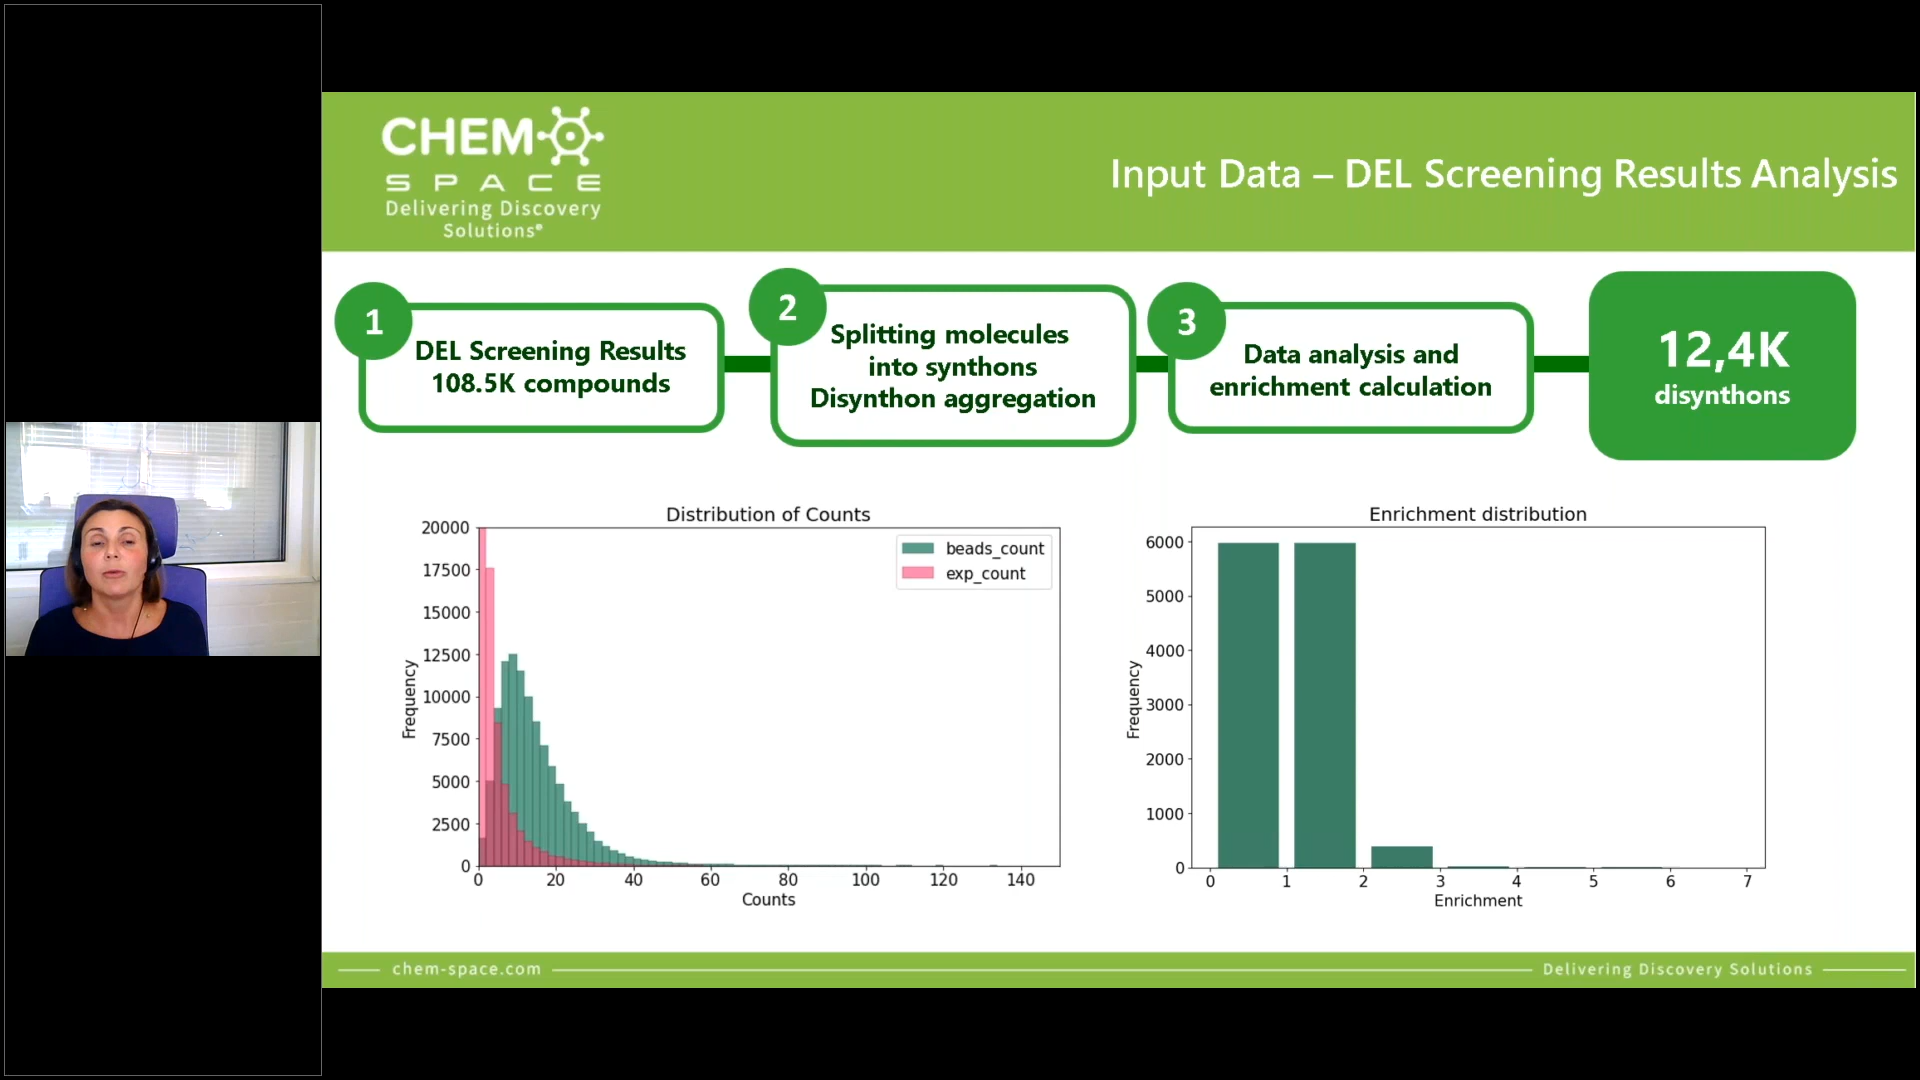 CHEM
SPACE
Delivering Discovery
Solutions®
Input Data – DEL Screening Results Analysis
1
DEL Screening Results
108.5K compounds
2
Splitting molecules
into synthons
Disynthon aggregation
3
Data analysis and
enrichment calculation
12,4K
disynthons
Distribution of Counts
20000
17500
15000
12500
10000
7500
5000
2500
0
Frequency
beads_count
exp_count
0 20 40 60 80 100 120 140
Counts
Enrichment distribution
6000
5000
4000
3000
2000
1000
0
Frequency
0 1 2 3 4 5 6 7
Enrichment
chem-space.com
Delivering Discovery Solutions